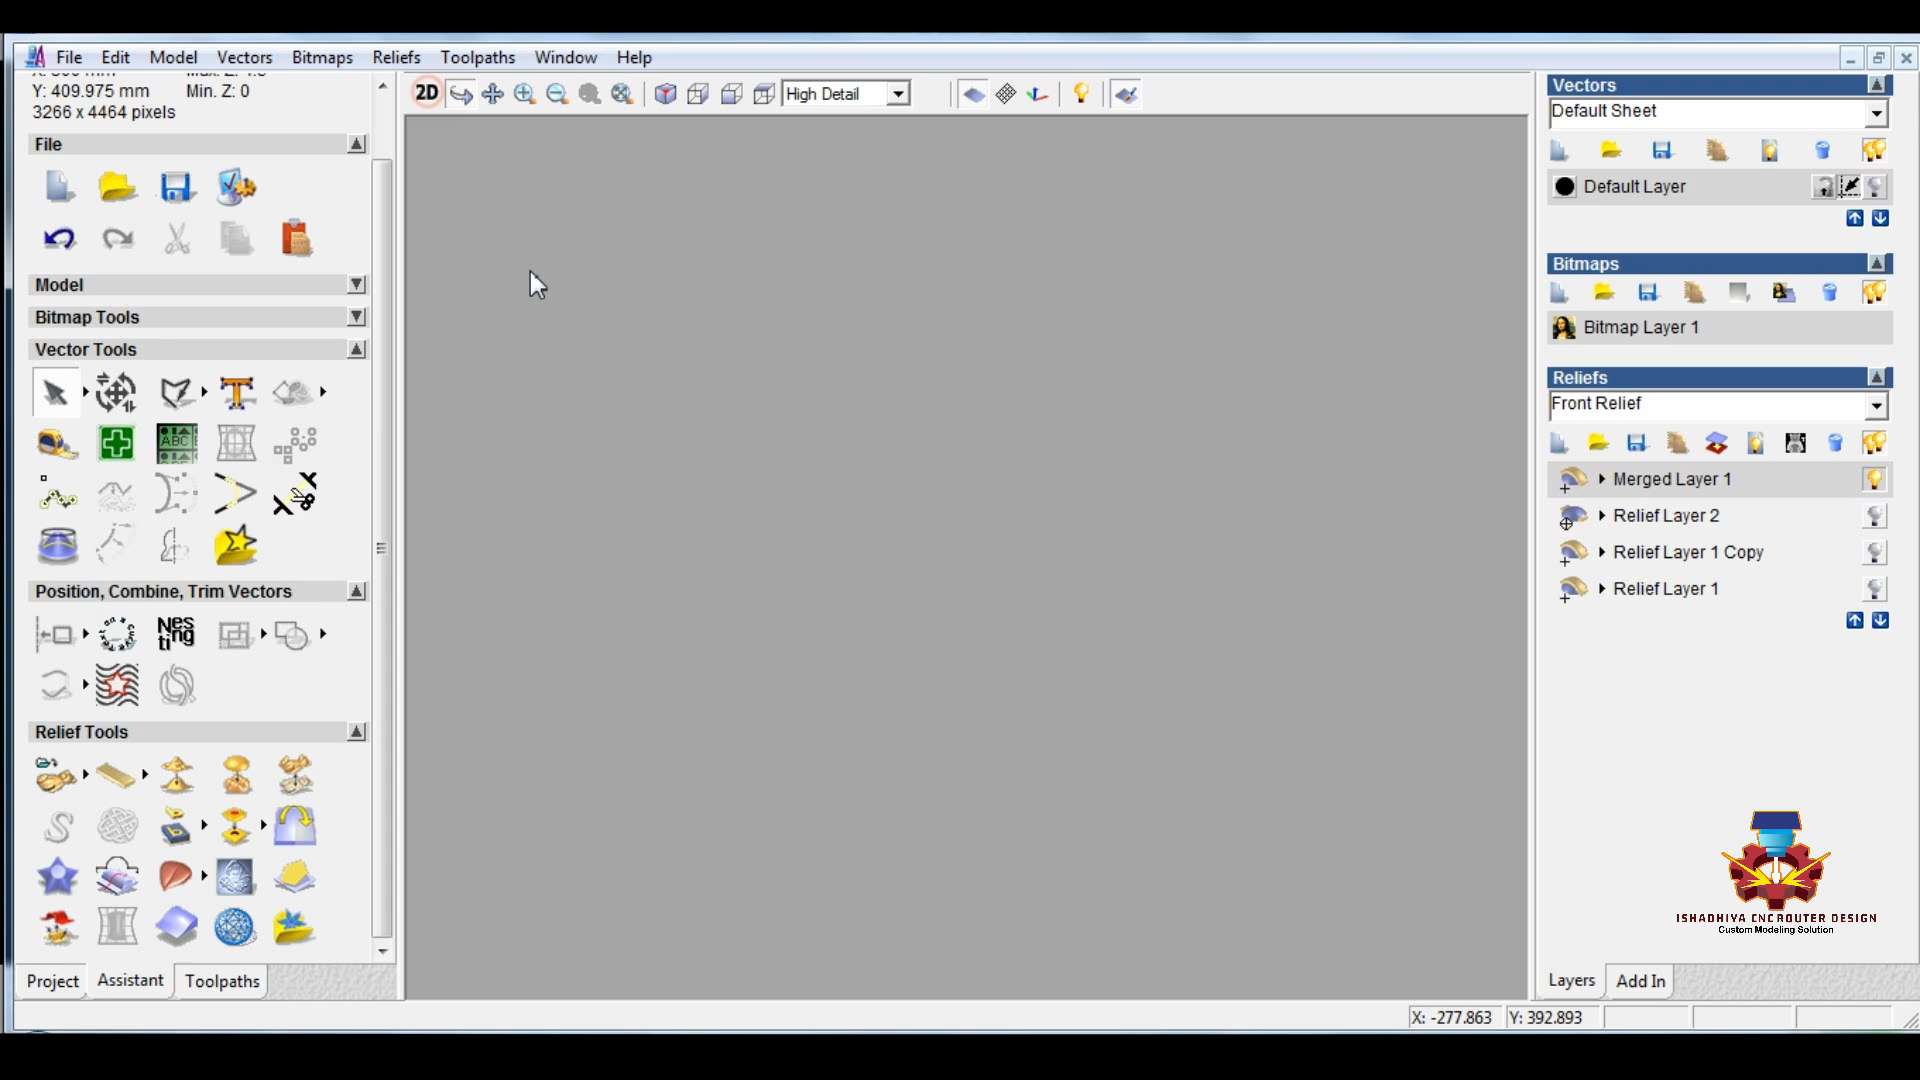 File Edit Model Vectors Bitmaps Reliefs Toolpaths Window Help
Y: 409.975 mm Min. Z: 0
3266 x 4464 pixels
File
Model
Bitmap Tools
Vector Tools
ABC
Position, Combine, Trim Vectors
Nes
ting
Relief Tools
Project Assistant Toolpaths
2D High Detail
Vectors
Default Sheet
Default Layer
Bitmaps
Bitmap Layer 1
Reliefs
Front Relief
Merged Layer 1
Relief Layer 2
Relief Layer 1 Copy
Relief Layer 1
ISHADHIYA CNC ROUTER DESIGN
Custom Modeling Solution
Layers Add In
X: -277.863 Y: 392.893